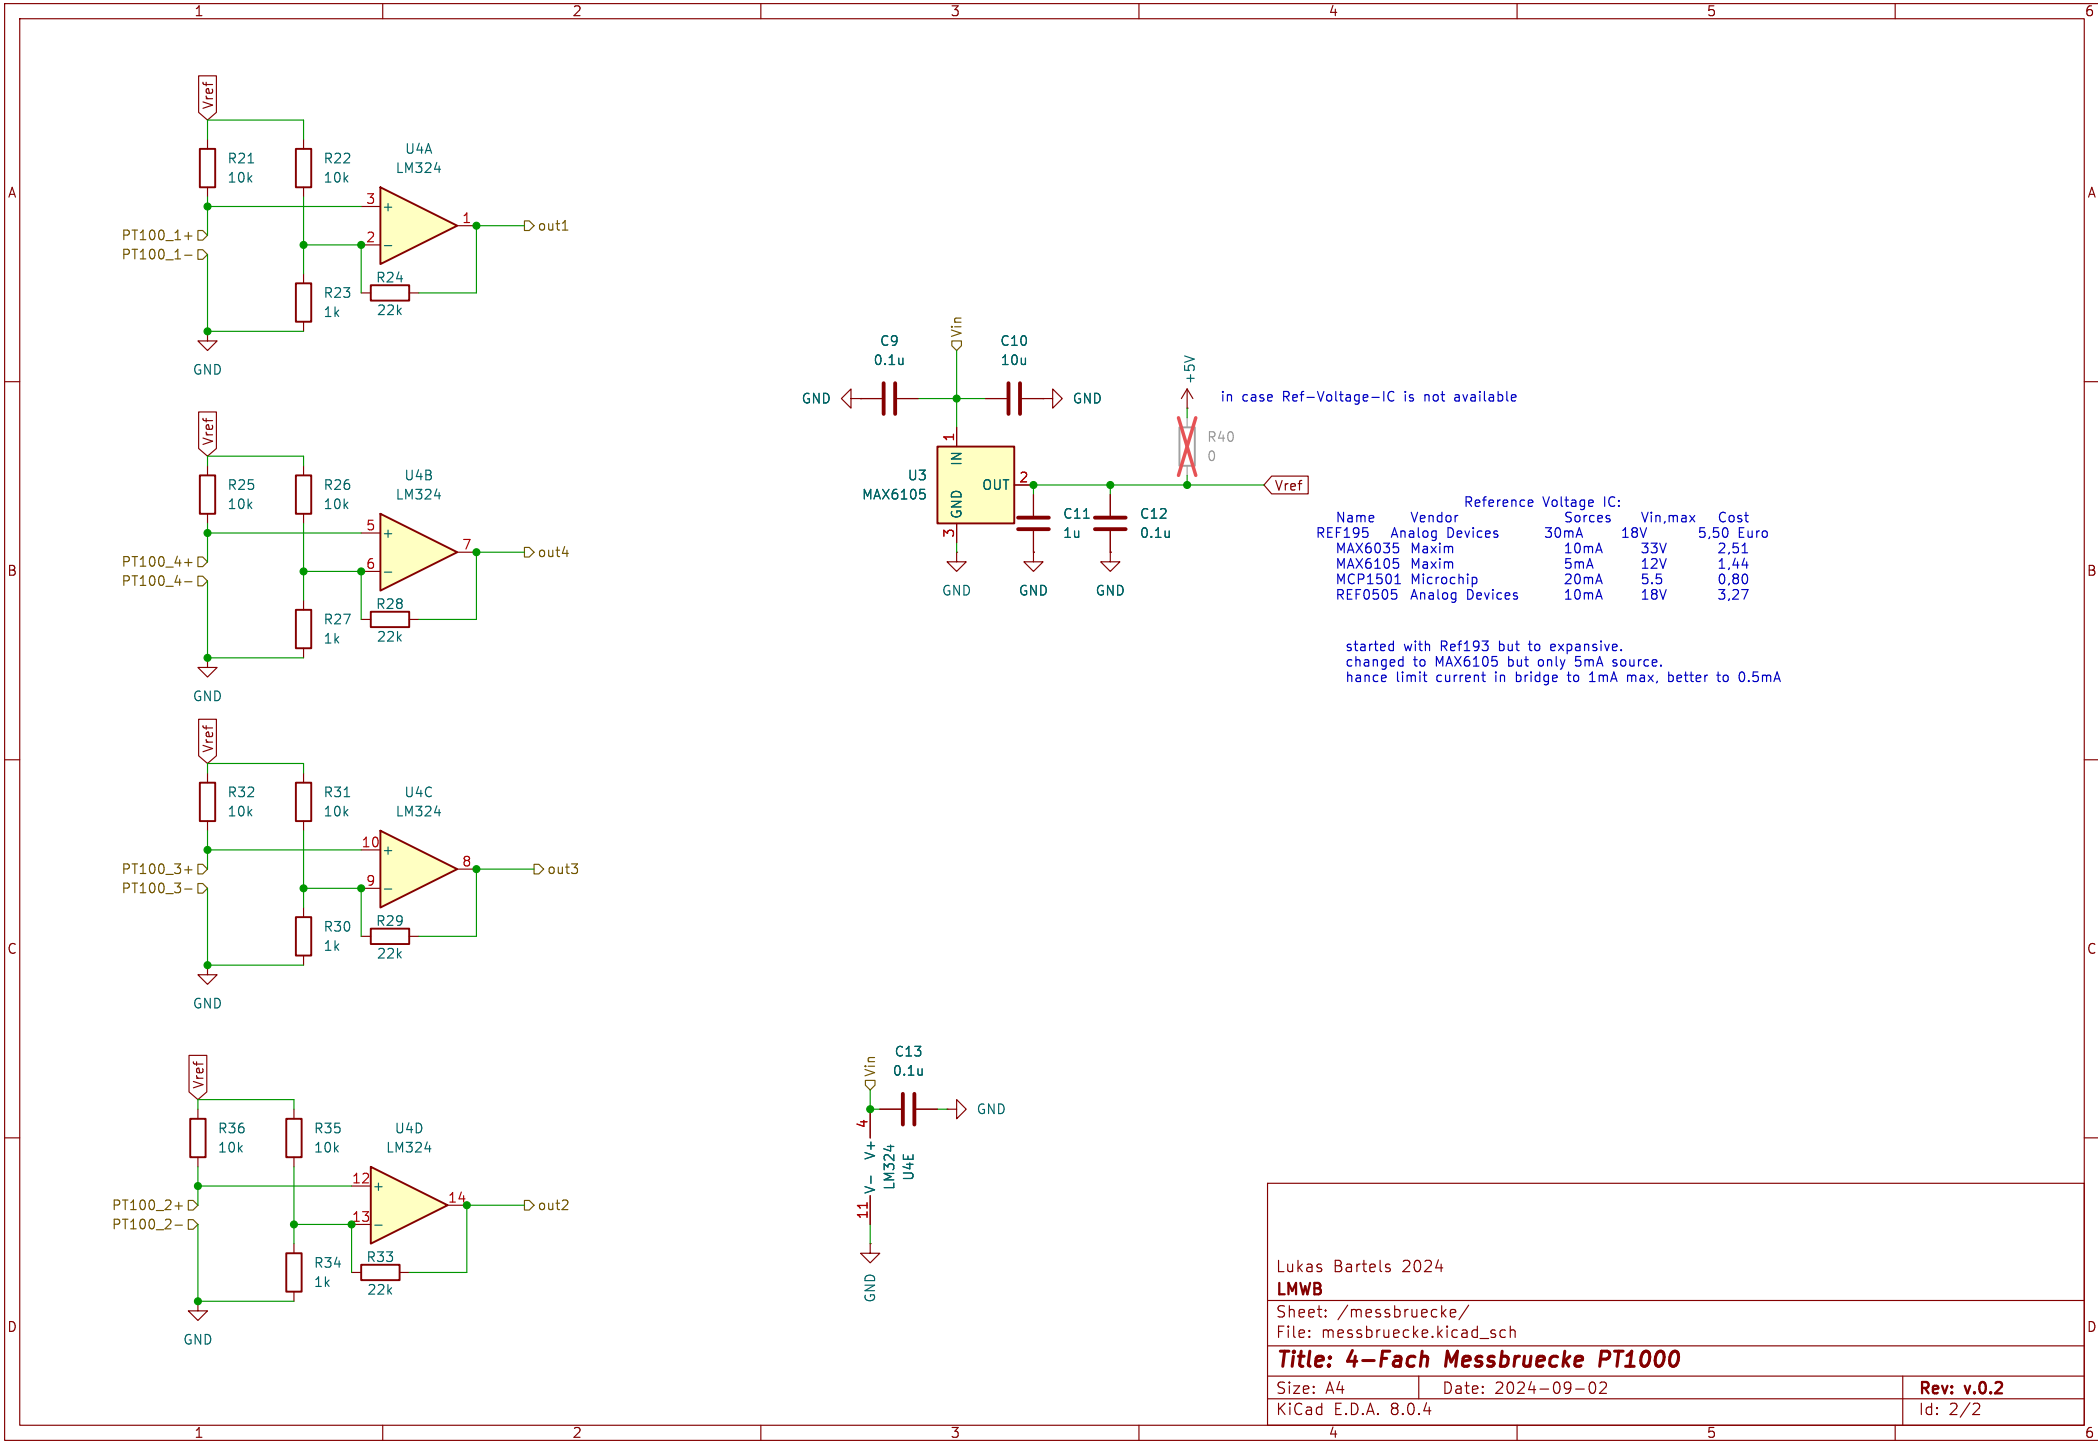 1 2 3 4 5 6
A A
B B
C C
D D
Vref
R21
10k
R22
10k
U4A
LM324
3
+
2
-
1
out1
PT100_1+
PT100_1-
R24
22k
R23
1k
GND
Vref
R25
10k
R26
10k
U4B
LM324
5
+
6
-
7
out4
PT100_4+
PT100_4-
R28
22k
R27
1k
GND
Vref
R32
10k
R31
10k
U4C
LM324
10
+
9
-
8
out3
PT100_3+
PT100_3-
R29
22k
R30
1k
GND
Vref
R36
10k
R35
10k
U4D
LM324
12
+
13
-
14
out2
PT100_2+
PT100_2-
R33
22k
R34
1k
GND
Vin
C9
0.1u
C10
10u
GND
GND
1
IN
U3
MAX6105
OUT
2
GND
3
GND
C11
1u
GND
C12
0.1u
GND
+5V
in case Ref-Voltage-IC is not available
R40
0
Vref
Reference Voltage IC:
Name Vendor Sorces Vin,max Cost
REF195 Analog Devices 30mA 18V 5,50 Euro
MAX6035 Maxim 10mA 33V 2,51
MAX6105 Maxim 5mA 12V 1,44
MCP1501 Microchip 20mA 5.5 0,80
REF0505 Analog Devices 10mA 18V 3,27
started with Ref193 but to expansive.
changed to MAX6105 but only 5mA source.
hance limit current in bridge to 1mA max, better to 0.5mA
Vin
C13
0.1u
GND
4
V+
V-
LM324
U4E
11
GND
Lukas Bartels 2024
LMWB
Sheet: /messbruecke/
File: messbruecke.kicad_sch
Title: 4-Fach Messbruecke PT1000
Size: A4 Date: 2024-09-02 Rev: v.0.2
KiCad E.D.A. 8.0.4 Id: 2/2
1 2 3 4 5 6